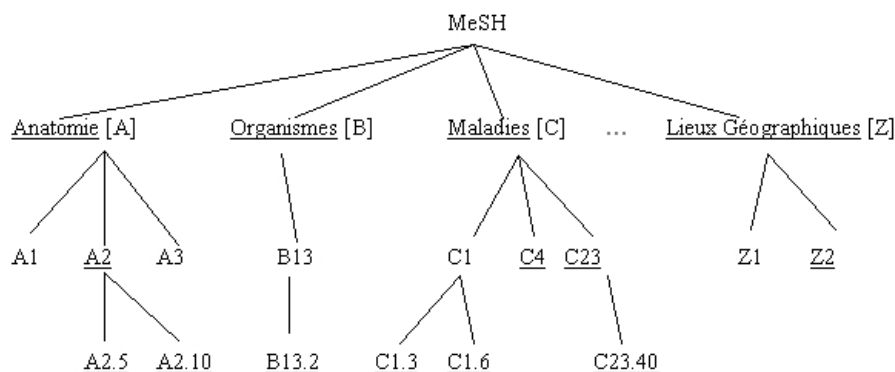 MeSH
Anatomie [A] Organismes [B] Maladies [C] ... Lieux Géographiques [Z]
A1 A2 A3 B13 C1 C4 C23 Z1 Z2
A2.5 A2.10 B13.2 C1.3 C1.6 C23.40